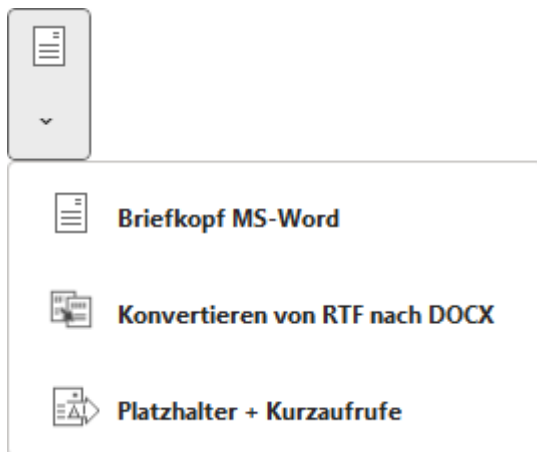 Briefkopf MS-Word
Konvertieren von RTF nach DOCX
Platzhalter + Kurzaufrufe